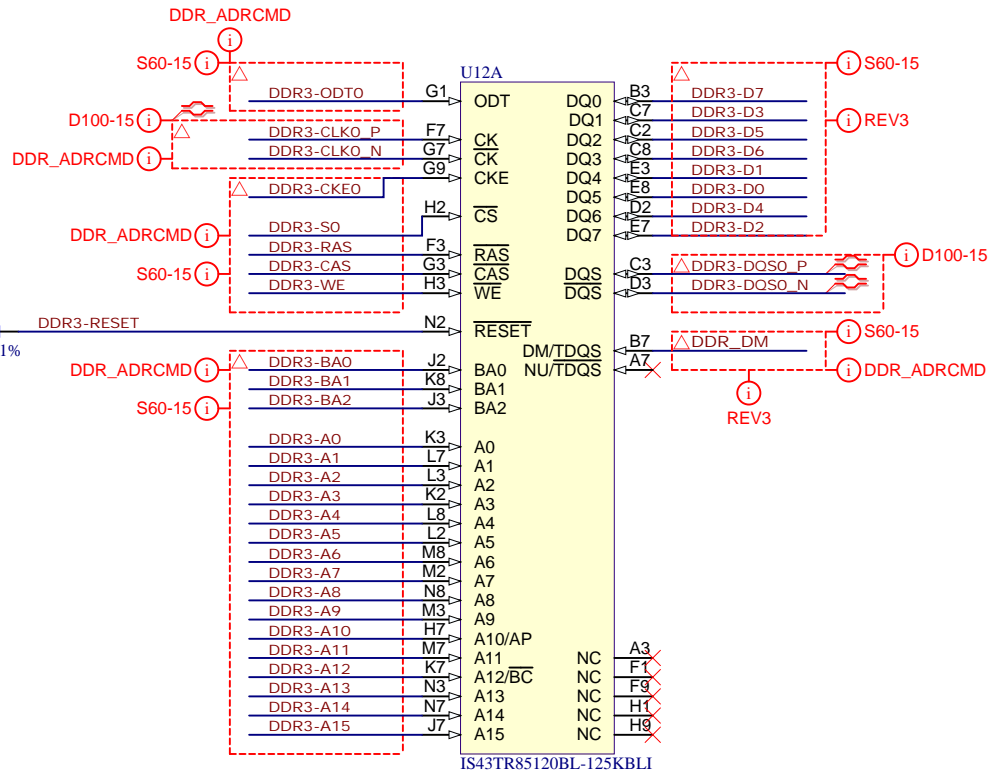 DDR_ADRCMD
i
S60-15 i
U12A
i S60-15
DDR3-ODT0 G1 ODT
DQ0 B3 DDR3-D7
D100-15 i
DQ1 C7 DDR3-D3
i REV3
DDR3-CLK0_P F7 CK
DQ2 C2 DDR3-D5
DDR_ADRCMD i
DDR3-CLK0_N G7 CK
DQ3 C8 DDR3-D6
DDR3-CKE0 G9 CKE
DQ4 E3 DDR3-D1
DQ5 E8 DDR3-D0
H2 CS
DQ6 D2 DDR3-D4
DDR_ADRCMD i
DDR3-S0
DQ7 E7 DDR3-D2
DDR3-RAS F3 RAS
i D100-15
S60-15 i
DDR3-CAS G3 CAS
DQS C3 DDR3-DQS0_P
DDR3-WE H3 WE
DQS D3 DDR3-DQS0_N
DDR3-RESET N2 RESET
i S60-15
1%
DM/TDQS B7 DDR_DM
DDR_ADRCMD i
DDR3-BA0 J2 BA0
NU/TDQS A7
i DDR_ADRCMD
DDR3-BA1 K8 BA1
i
REV3
S60-15 i
DDR3-BA2 J3 BA2
DDR3-A0 K3 A0
DDR3-A1 L7 A1
DDR3-A2 L3 A2
DDR3-A3 K2 A3
DDR3-A4 L8 A4
DDR3-A5 L2 A5
DDR3-A6 M8 A6
DDR3-A7 M2 A7
DDR3-A8 N8 A8
DDR3-A9 M3 A9
DDR3-A10 H7 A10/AP
DDR3-A11 M7 A11
NC A3
DDR3-A12 K7 A12/BC
NC F1
DDR3-A13 N3 A13
NC F9
DDR3-A14 N7 A14
NC H1
DDR3-A15 J7 A15
NC H9
IS43TR85120BL-125KBLI